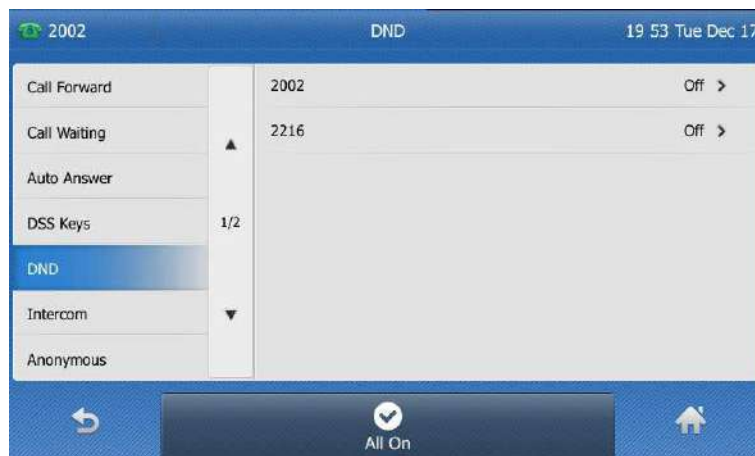 2002 DND 19 53 Tue Dec 17
Call Forward
Call Waiting
Auto Answer
DSS Keys
DND
Intercom
Anonymous
1/2
2002 Off >
2216 Off >
All On